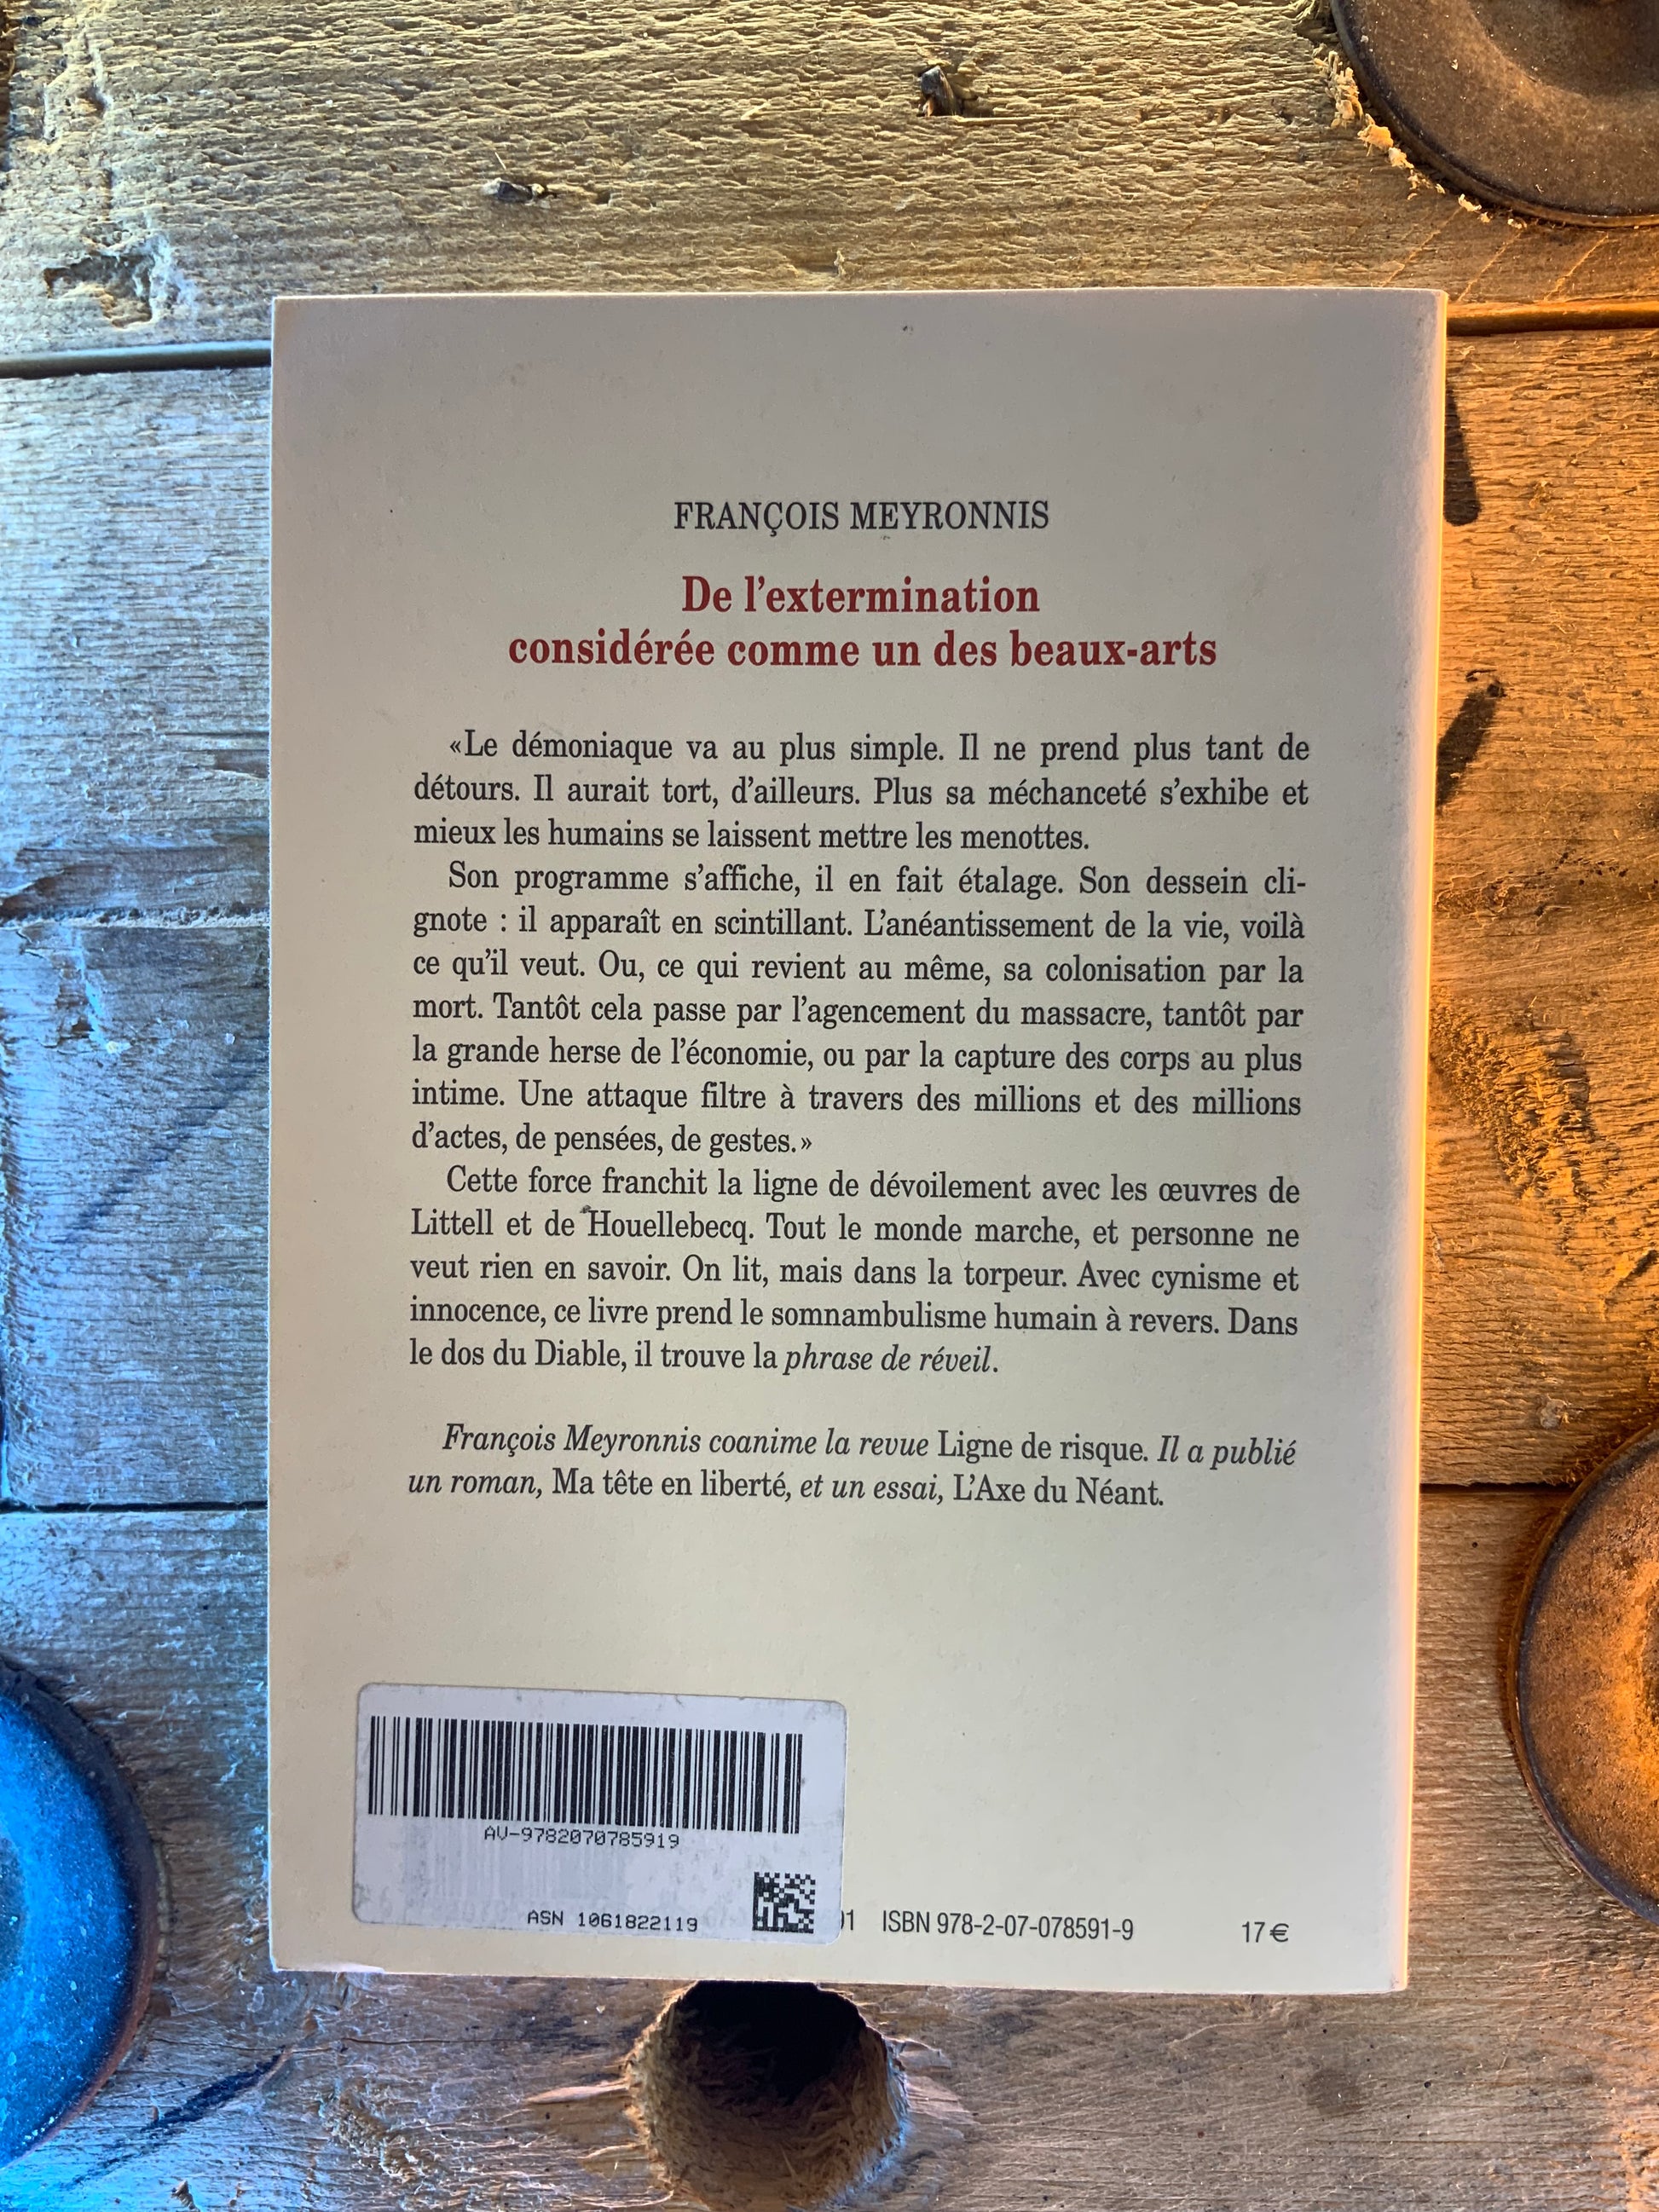 FRANÇOIS MEYRONNIS
De l’extermination
considérée comme un des beaux-arts
«Le démoniaque va au plus simple. Il ne prend plus tant de
détours. Il aurait tort, d’ailleurs. Plus sa méchanceté s’exhibe et
mieux les humains se laissent mettre les menottes.
Son programme s’affiche, il en fait étalage. Son dessein cli-
gnote : il apparaît en scintillant. L’anéantissement de la vie, voilà
ce qu’il veut. Ou, ce qui revient au même, sa colonisation par la
mort. Tantôt cela passe par l’agencement du massacre, tantôt par
la grande herse de l’économie, ou par la capture des corps au plus
intime. Une attaque filtre à travers des millions et des millions
d’actes, de pensées, de gestes.»
Cette force franchit la ligne de dévoilement avec les œuvres de
Littell et de Houellebecq. Tout le monde marche, et personne ne
veut rien en savoir. On lit, mais dans la torpeur. Avec cynisme et
innocence, ce livre prend le somnambulisme humain à revers. Dans
le dos du Diable, il trouve la phrase de réveil.
François Meyronnis coanime la revue Ligne de risque. Il a publié
un roman, Ma tête en liberté, et un essai, L’Axe du Néant.
AV-9782070785919
ASN 1061822119
ISBN 978-2-07-078591-9 17 €